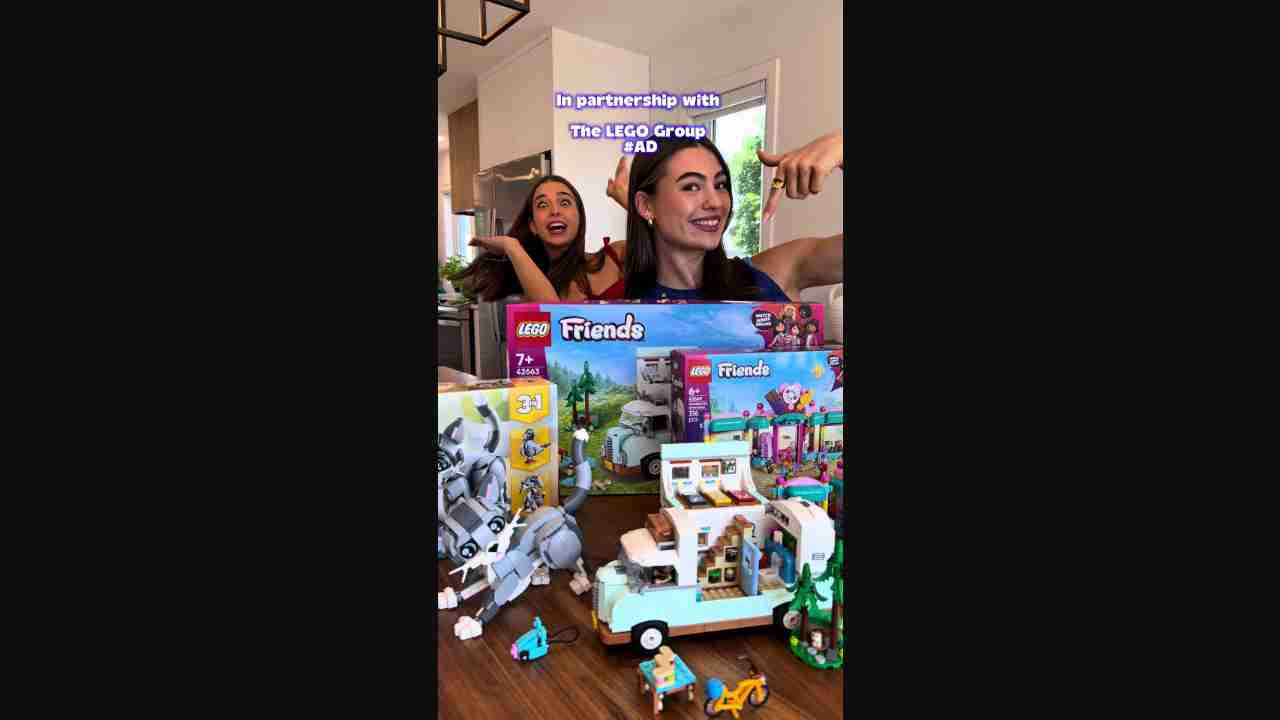 In partnership with
The LEGO Group
#AD
LEGO
Friends
7+
42663
LEGO
Friends
6+
3in1